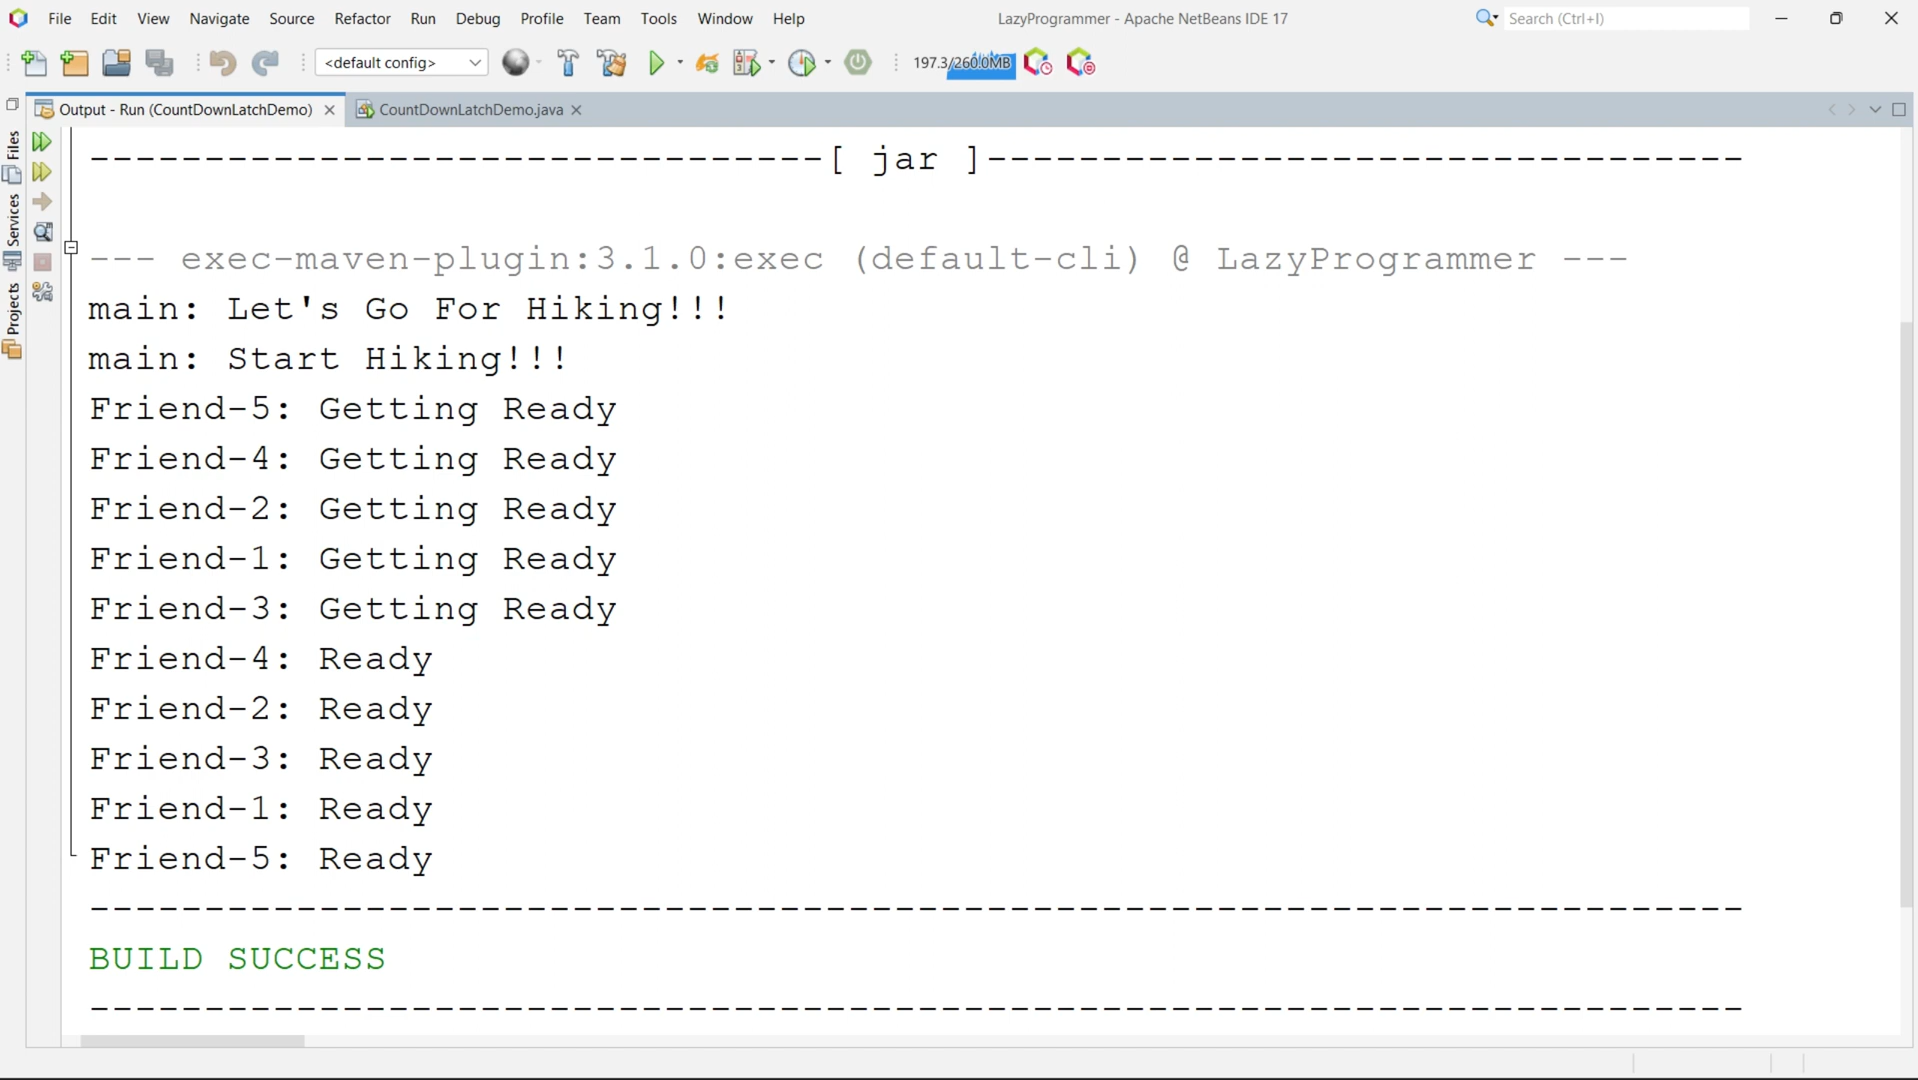 File Edit View Navigate Source Refactor Run Debug Profile Team Tools Window Help LazyProgrammer - Apache NetBeans IDE 17 Search (Ctrl+I)
<default config> 197.3/260.0MB
Output - Run (CountDownLatchDemo) CountDownLatchDemo.java
Files
Services
Projects
--------------------------------[ jar ]---------------------------------
--- exec-maven-plugin:3.1.0:exec (default-cli) @ LazyProgrammer ---
main: Let's Go For Hiking!!!
main: Start Hiking!!!
Friend-5: Getting Ready
Friend-4: Getting Ready
Friend-2: Getting Ready
Friend-1: Getting Ready
Friend-3: Getting Ready
Friend-4: Ready
Friend-2: Ready
Friend-3: Ready
Friend-1: Ready
Friend-5: Ready
------------------------------------------------------------------------
BUILD SUCCESS
------------------------------------------------------------------------